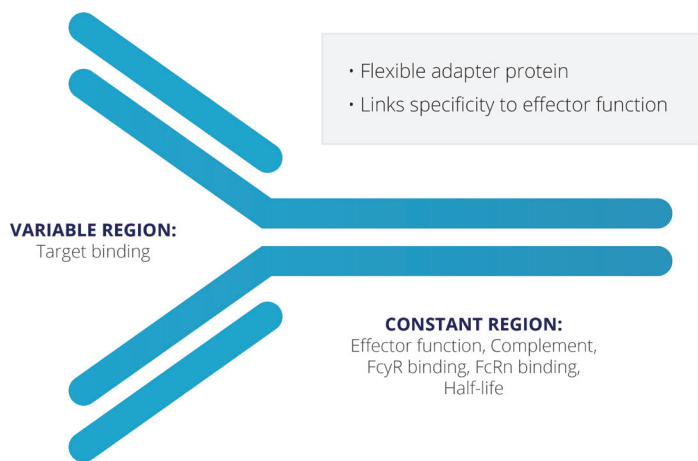 • Flexible adapter protein
• Links specificity to effector function
VARIABLE REGION:
Target binding
CONSTANT REGION:
Effector function, Complement,
FcyR binding, FcRn binding,
Half-life